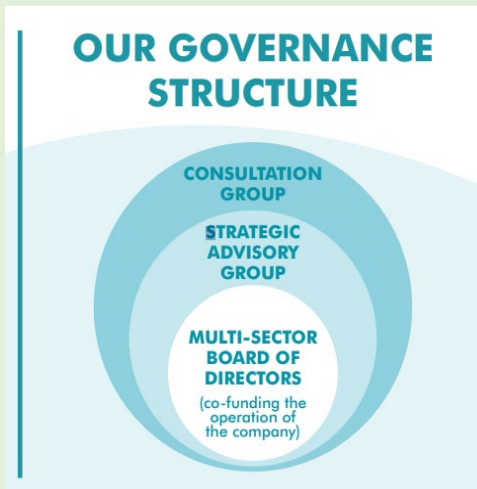 OUR GOVERNANCE
STRUCTURE
CONSULTATION
GROUP
STRATEGIC
ADVISORY
GROUP
MULTI-SECTOR
BOARD OF
DIRECTORS
(co-funding the
operation of
the company)